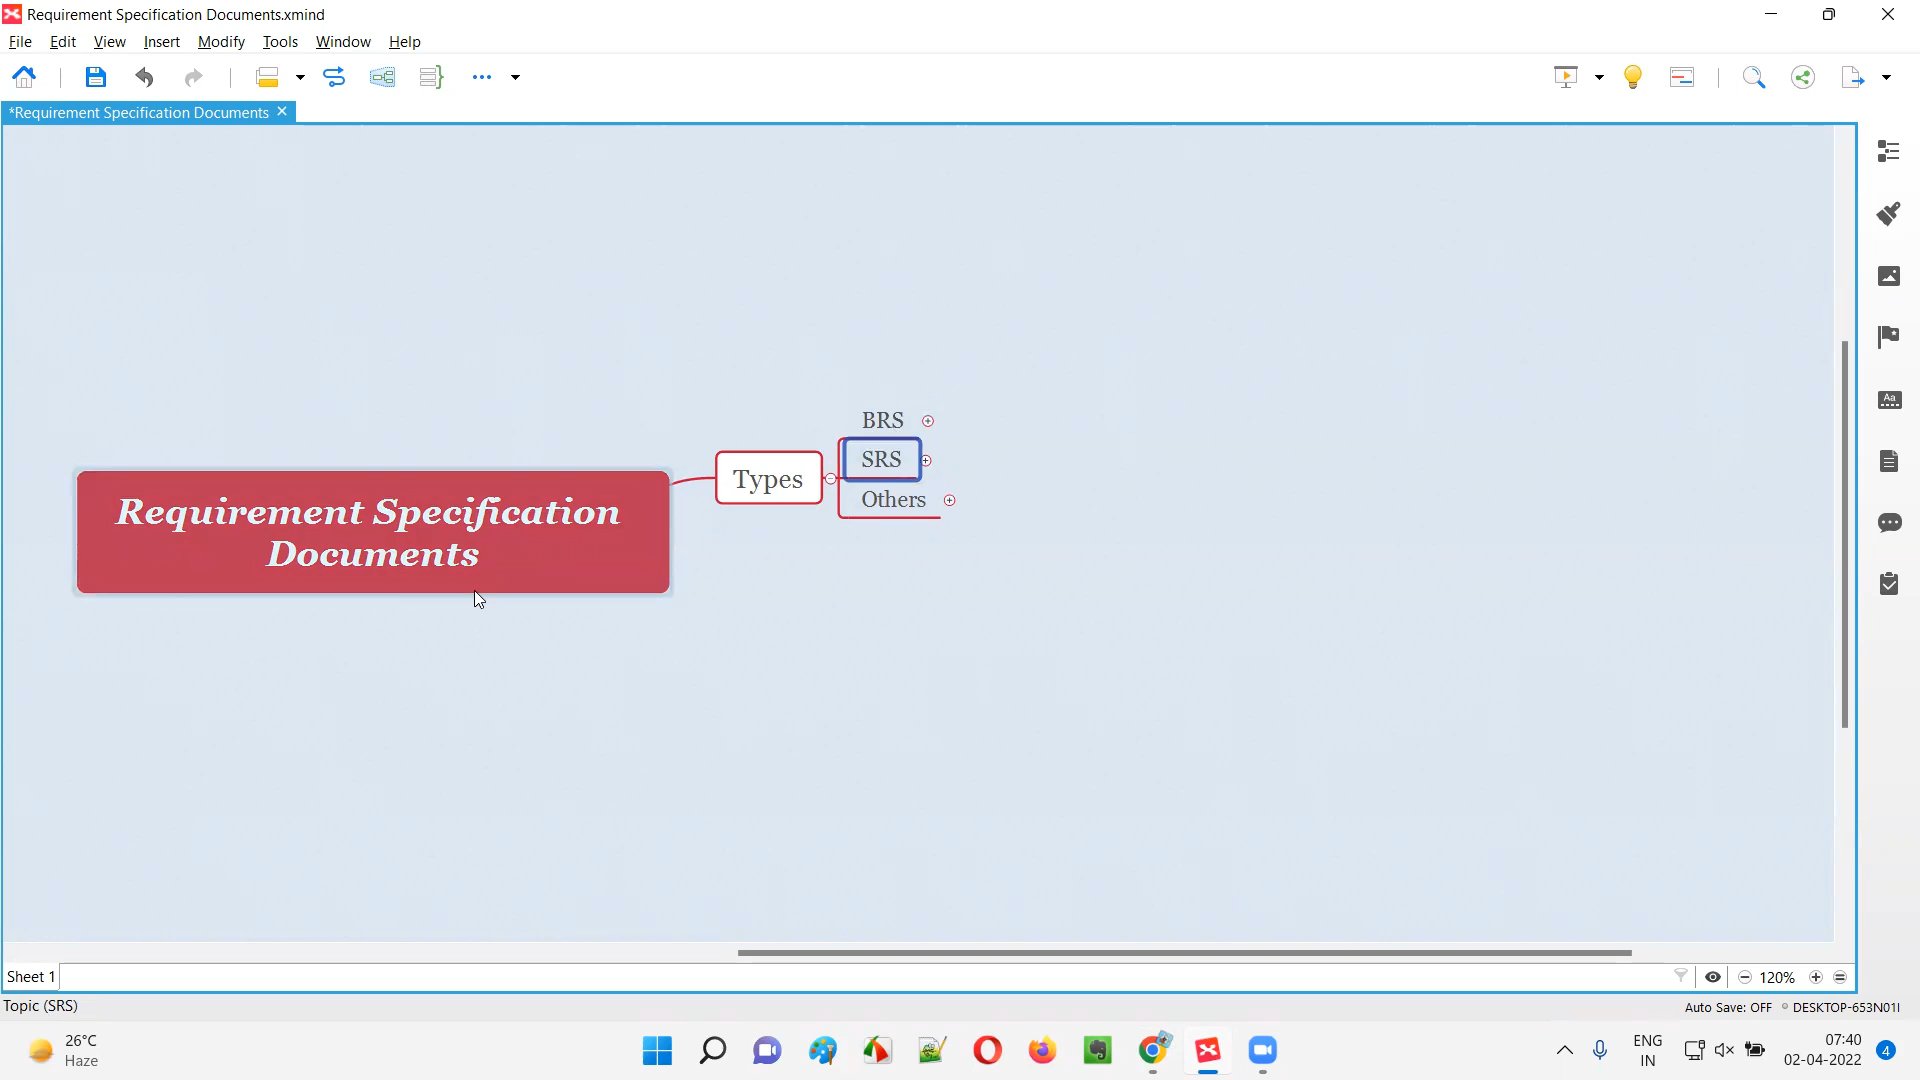 Requirement Specification Documents.xmind
File Edit View Insert Modify Tools Window Help
*Requirement Specification Documents
Aa
BRS
SRS
Types
Others
Requirement Specification
Documents
Sheet 1
120%
Topic (SRS)
Auto Save: OFF
DESKTOP-653N01I
26°C
Haze
ENG
IN
07:40
02-04-2022
4